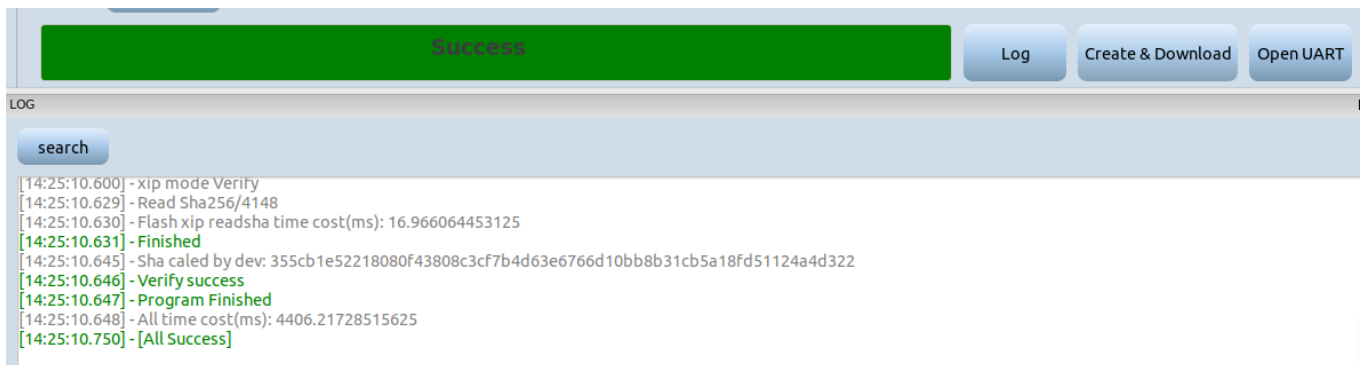 Success
Log
Create & Download
Open UART
LOG
search
[14:25:10.600] - xip mode Verify
[14:25:10.629] - Read Sha256/4148
[14:25:10.630] - Flash xip readsha time cost(ms): 16.966064453125
[14:25:10.631] - Finished
[14:25:10.645] - Sha caled by dev: 355cb1e52218080f43808c3cf7b4d63e6766d10bb8b31cb5a18fd51124a4d322
[14:25:10.646] - Verify success
[14:25:10.647] - Program Finished
[14:25:10.648] - All time cost(ms): 4406.21728515625
[14:25:10.750] - [All Success]